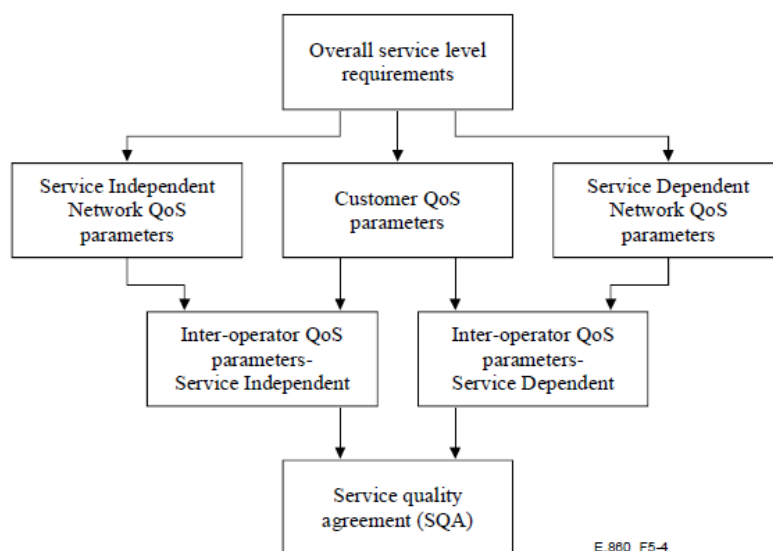 Overall service level
requirements
Service Independent
Network QoS
parameters
Customer QoS
parameters
Service Dependent
Network QoS
parameters
Inter-operator QoS
parameters-
Service Independent
Inter-operator QoS
parameters-
Service Dependent
Service quality
agreement (SQA)
E.860_F5-4